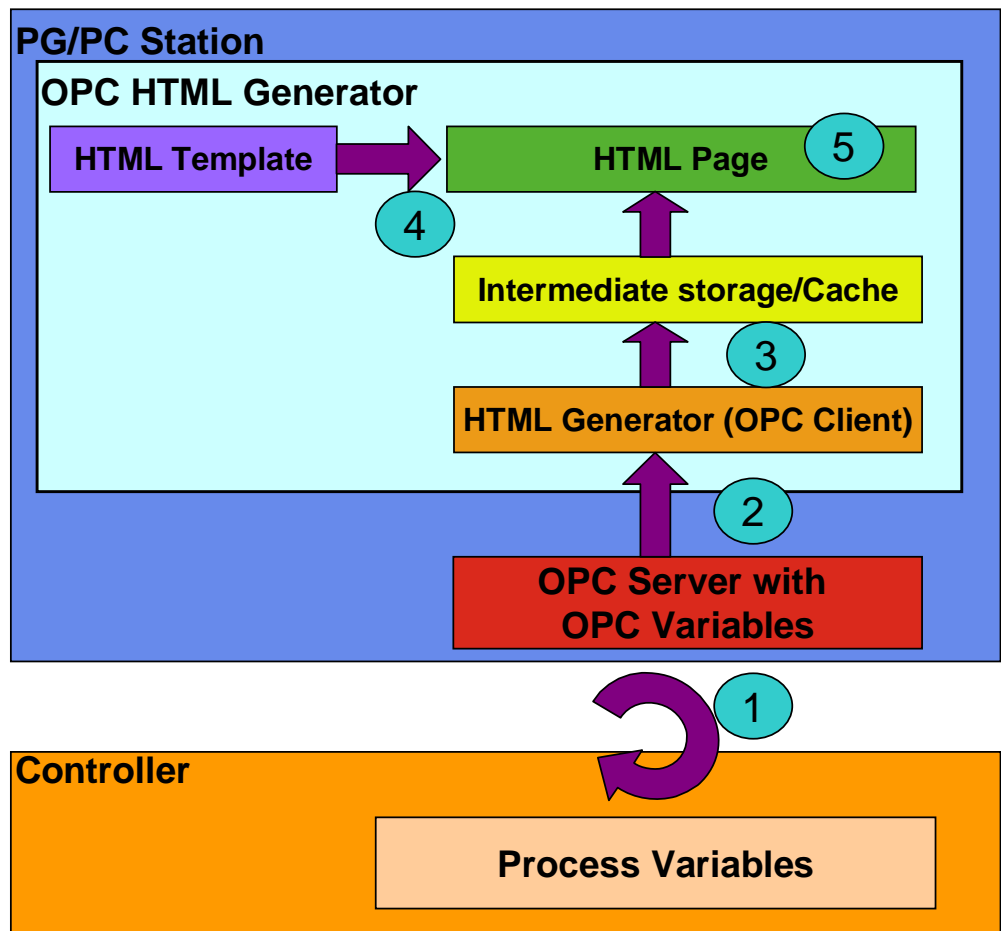 PG/PC Station
OPC HTML Generator
HTML Template
HTML Page
5
4
Intermediate storage/Cache
3
HTML Generator (OPC Client)
2
OPC Server with
OPC Variables
1
Controller
Process Variables